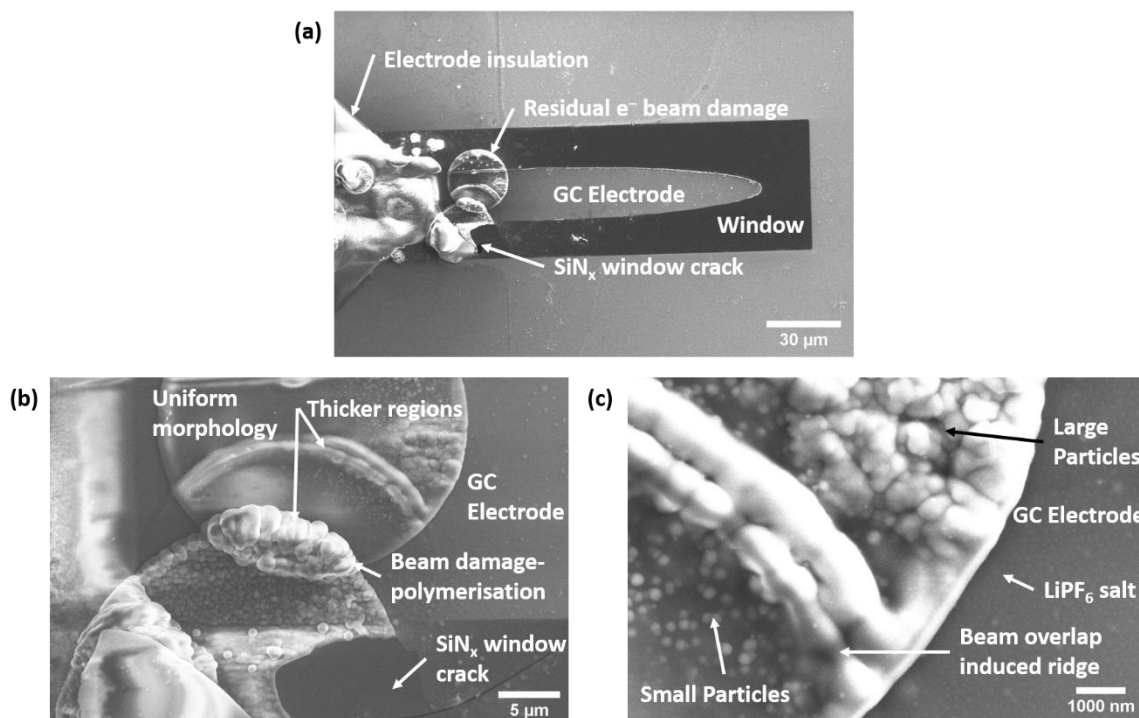 (a)
Electrode insulation
Residual e⁻ beam damage
GC Electrode
Window
SiNₓ window crack
30 µm
(b)
Uniform
morphology
Thicker regions
GC
Electrode
Beam damage-
polymerisation
SiNₓ window
crack
5 µm
(c)
Large
Particles
GC Electrode
LiPF₆ salt
Beam overlap
induced ridge
Small Particles
1000 nm